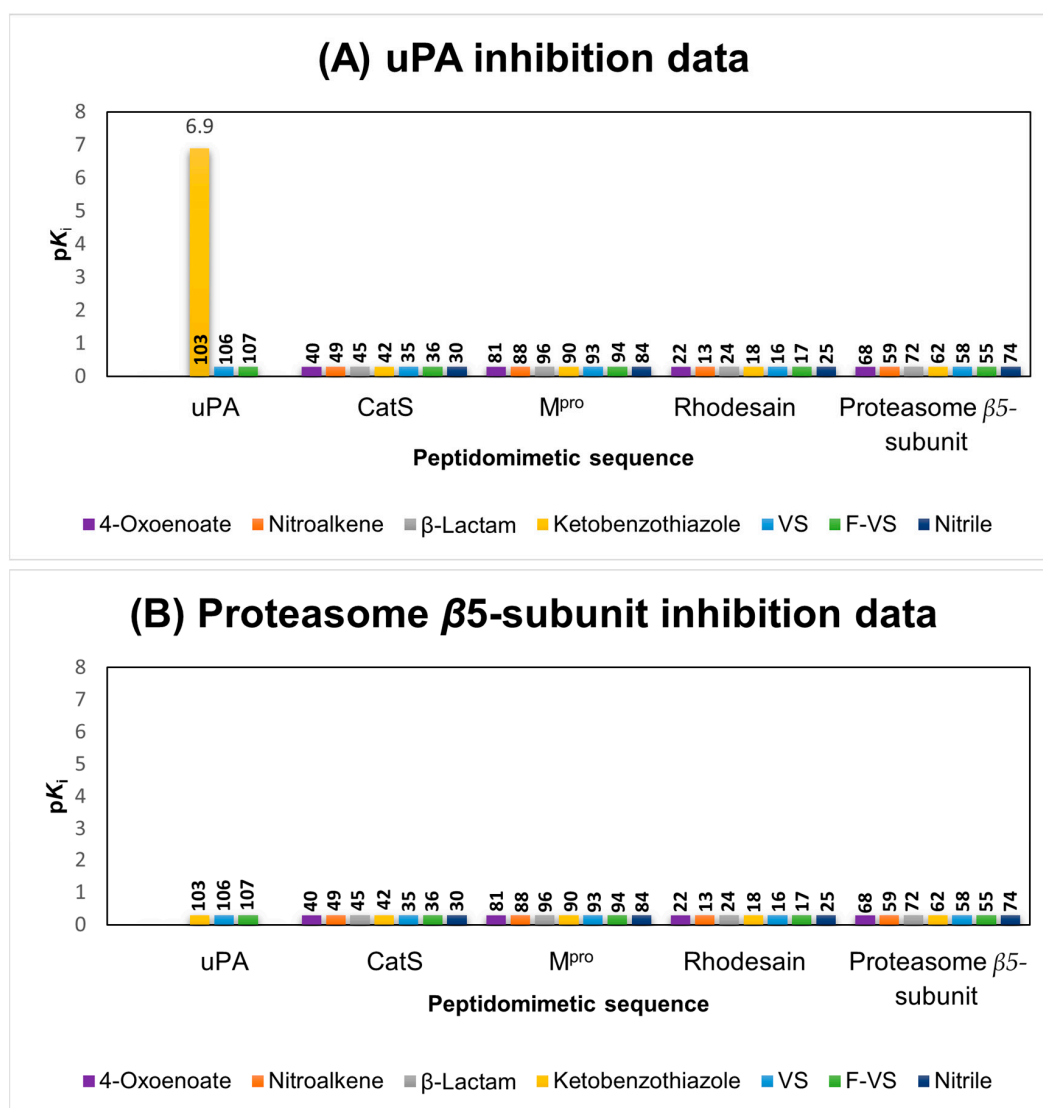 (A) uPA inhibition data
8
7
6
5
4
3
2
1
0
pKi
6.9
103 106 107 40 49 45 42 35 36 30 81 88 96 90 93 94 84 22 13 24 18 16 17 25 68 59 72 62 58 55 74
uPA CatS Mpro Rhodesain Proteasome β5-
subunit
Peptidomimetic sequence
4-Oxoenoate Nitroalkene β-Lactam Ketobenzothiazole VS F-VS Nitrile
(B) Proteasome β5-subunit inhibition data
8
7
6
5
4
3
2
1
0
pKi
103 106 107 40 49 45 42 35 36 30 81 88 96 90 93 94 84 22 13 24 18 16 17 25 68 59 72 62 58 55 74
uPA CatS Mpro Rhodesain Proteasome β5-
subunit
Peptidomimetic sequence
4-Oxoenoate Nitroalkene β-Lactam Ketobenzothiazole VS F-VS Nitrile